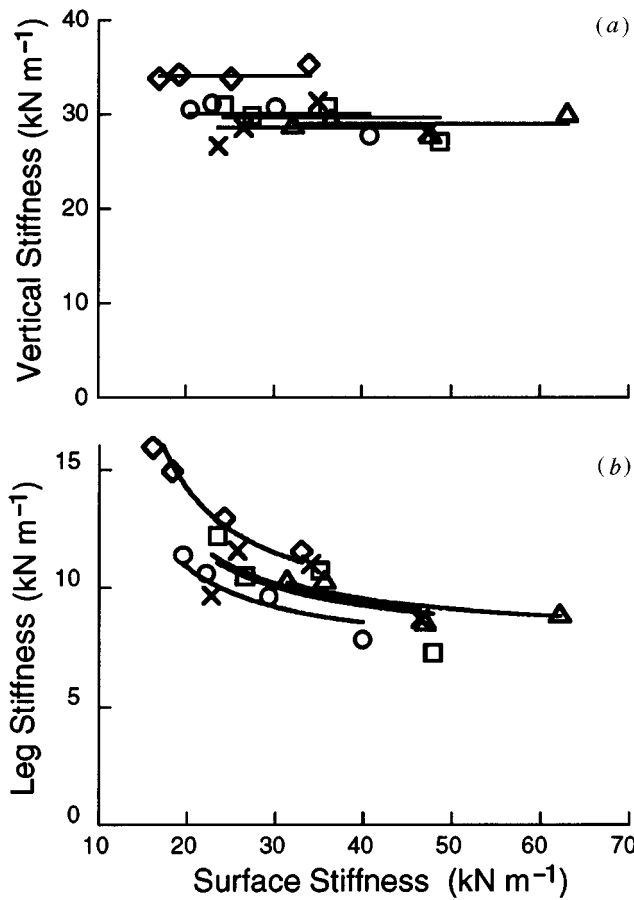 (a)
Vertical Stiffness (kN m⁻¹)
40
30
20
10
0
(b)
Leg Stiffness (kN m⁻¹)
15
10
5
0
10 20 30 40 50 60 70
Surface Stiffness (kN m⁻¹)